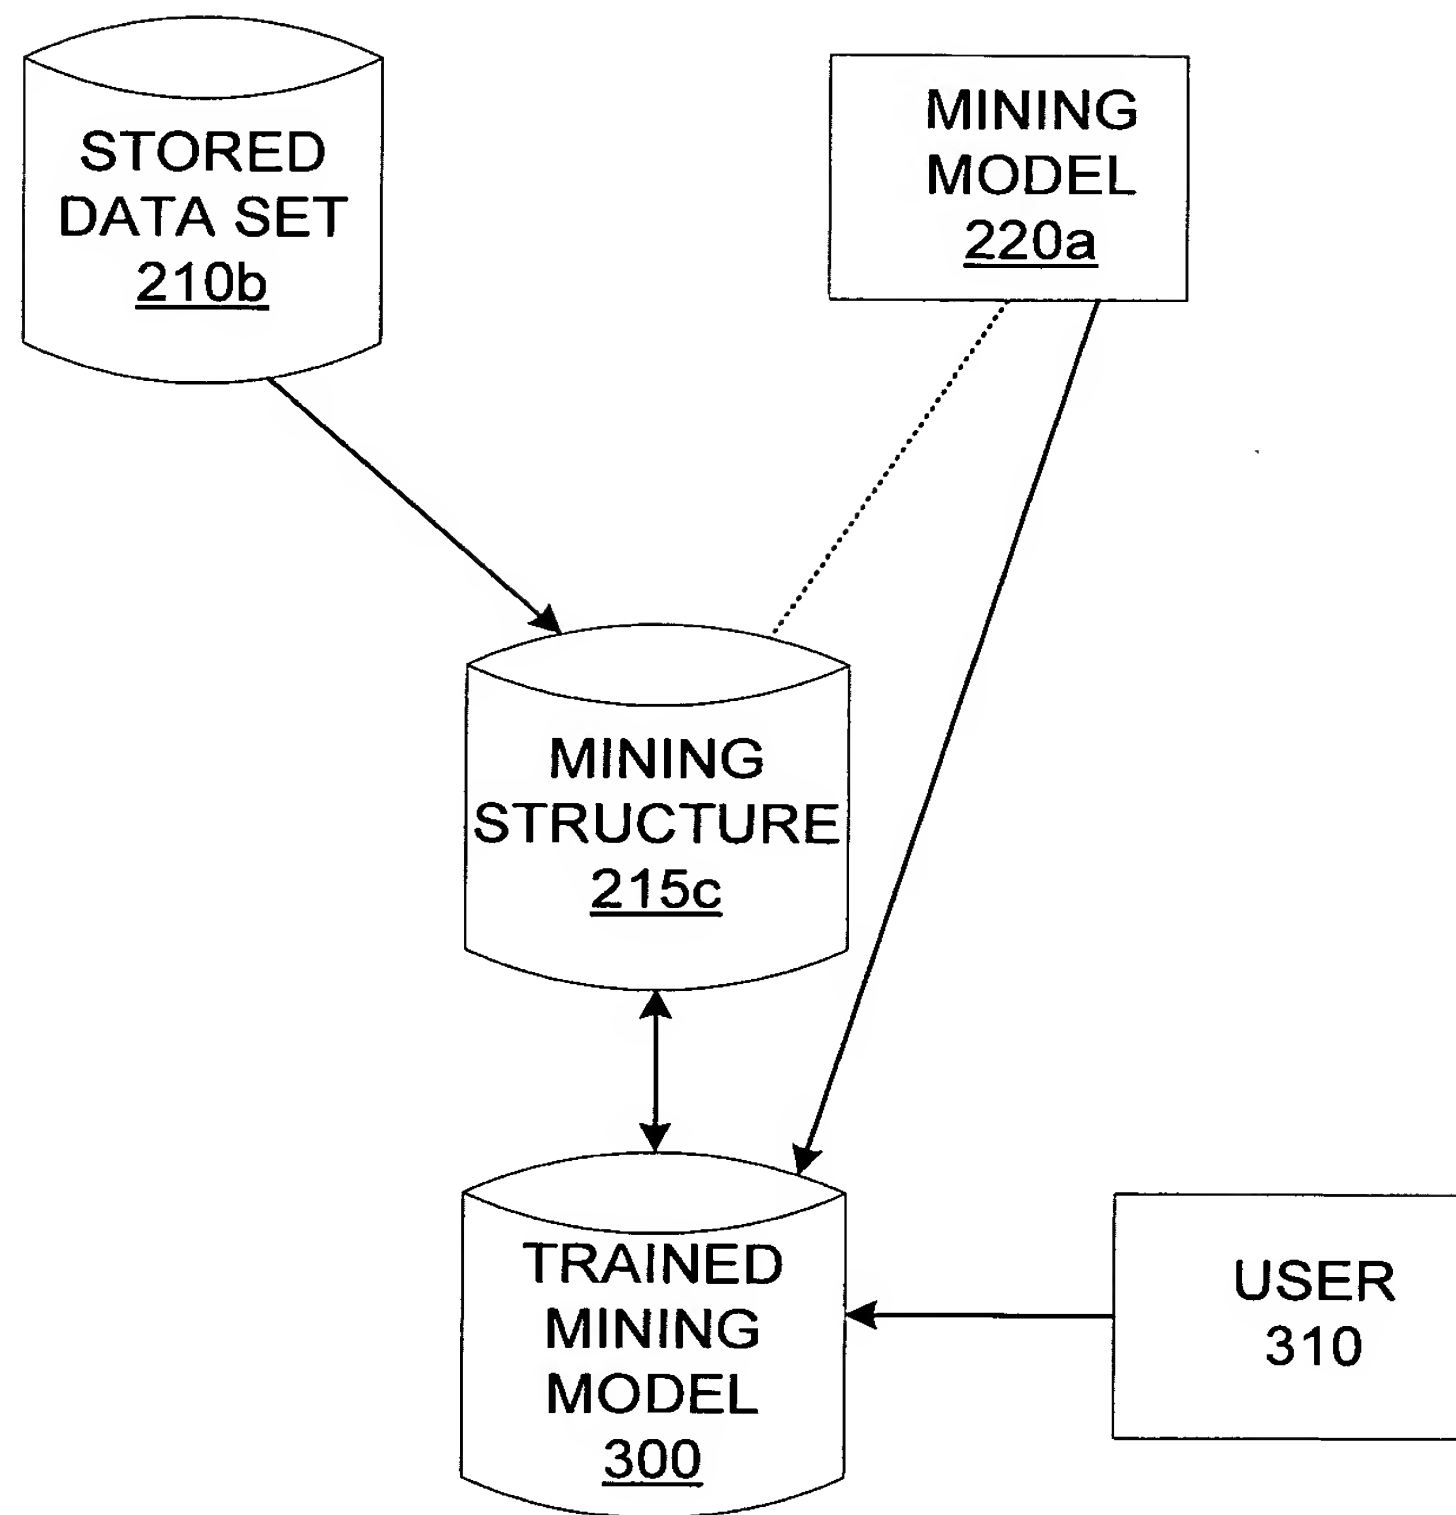 STORED
DATA SET
210b
MINING
MODEL
220a
MINING
STRUCTURE
215c
TRAINED
MINING
MODEL
300
USER
310